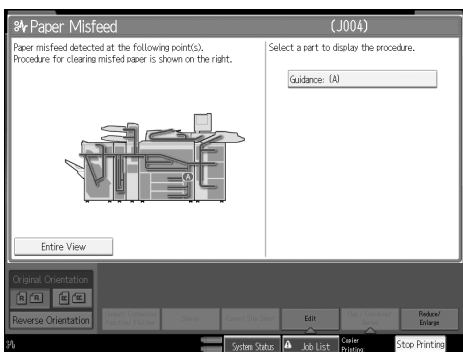 Paper Misfeed
(J004)
Paper misfeed detected at the following point(s).
Procedure for clearing misfed paper is shown on the right.
Select a part to display the procedure.
Guidance: (A)
A
Entire View
Original Orientation
R R
Reverse Orientation
Edit
Reduce/
Enlarge
System Status
Job List
Copier
Printing:
Stop Printing